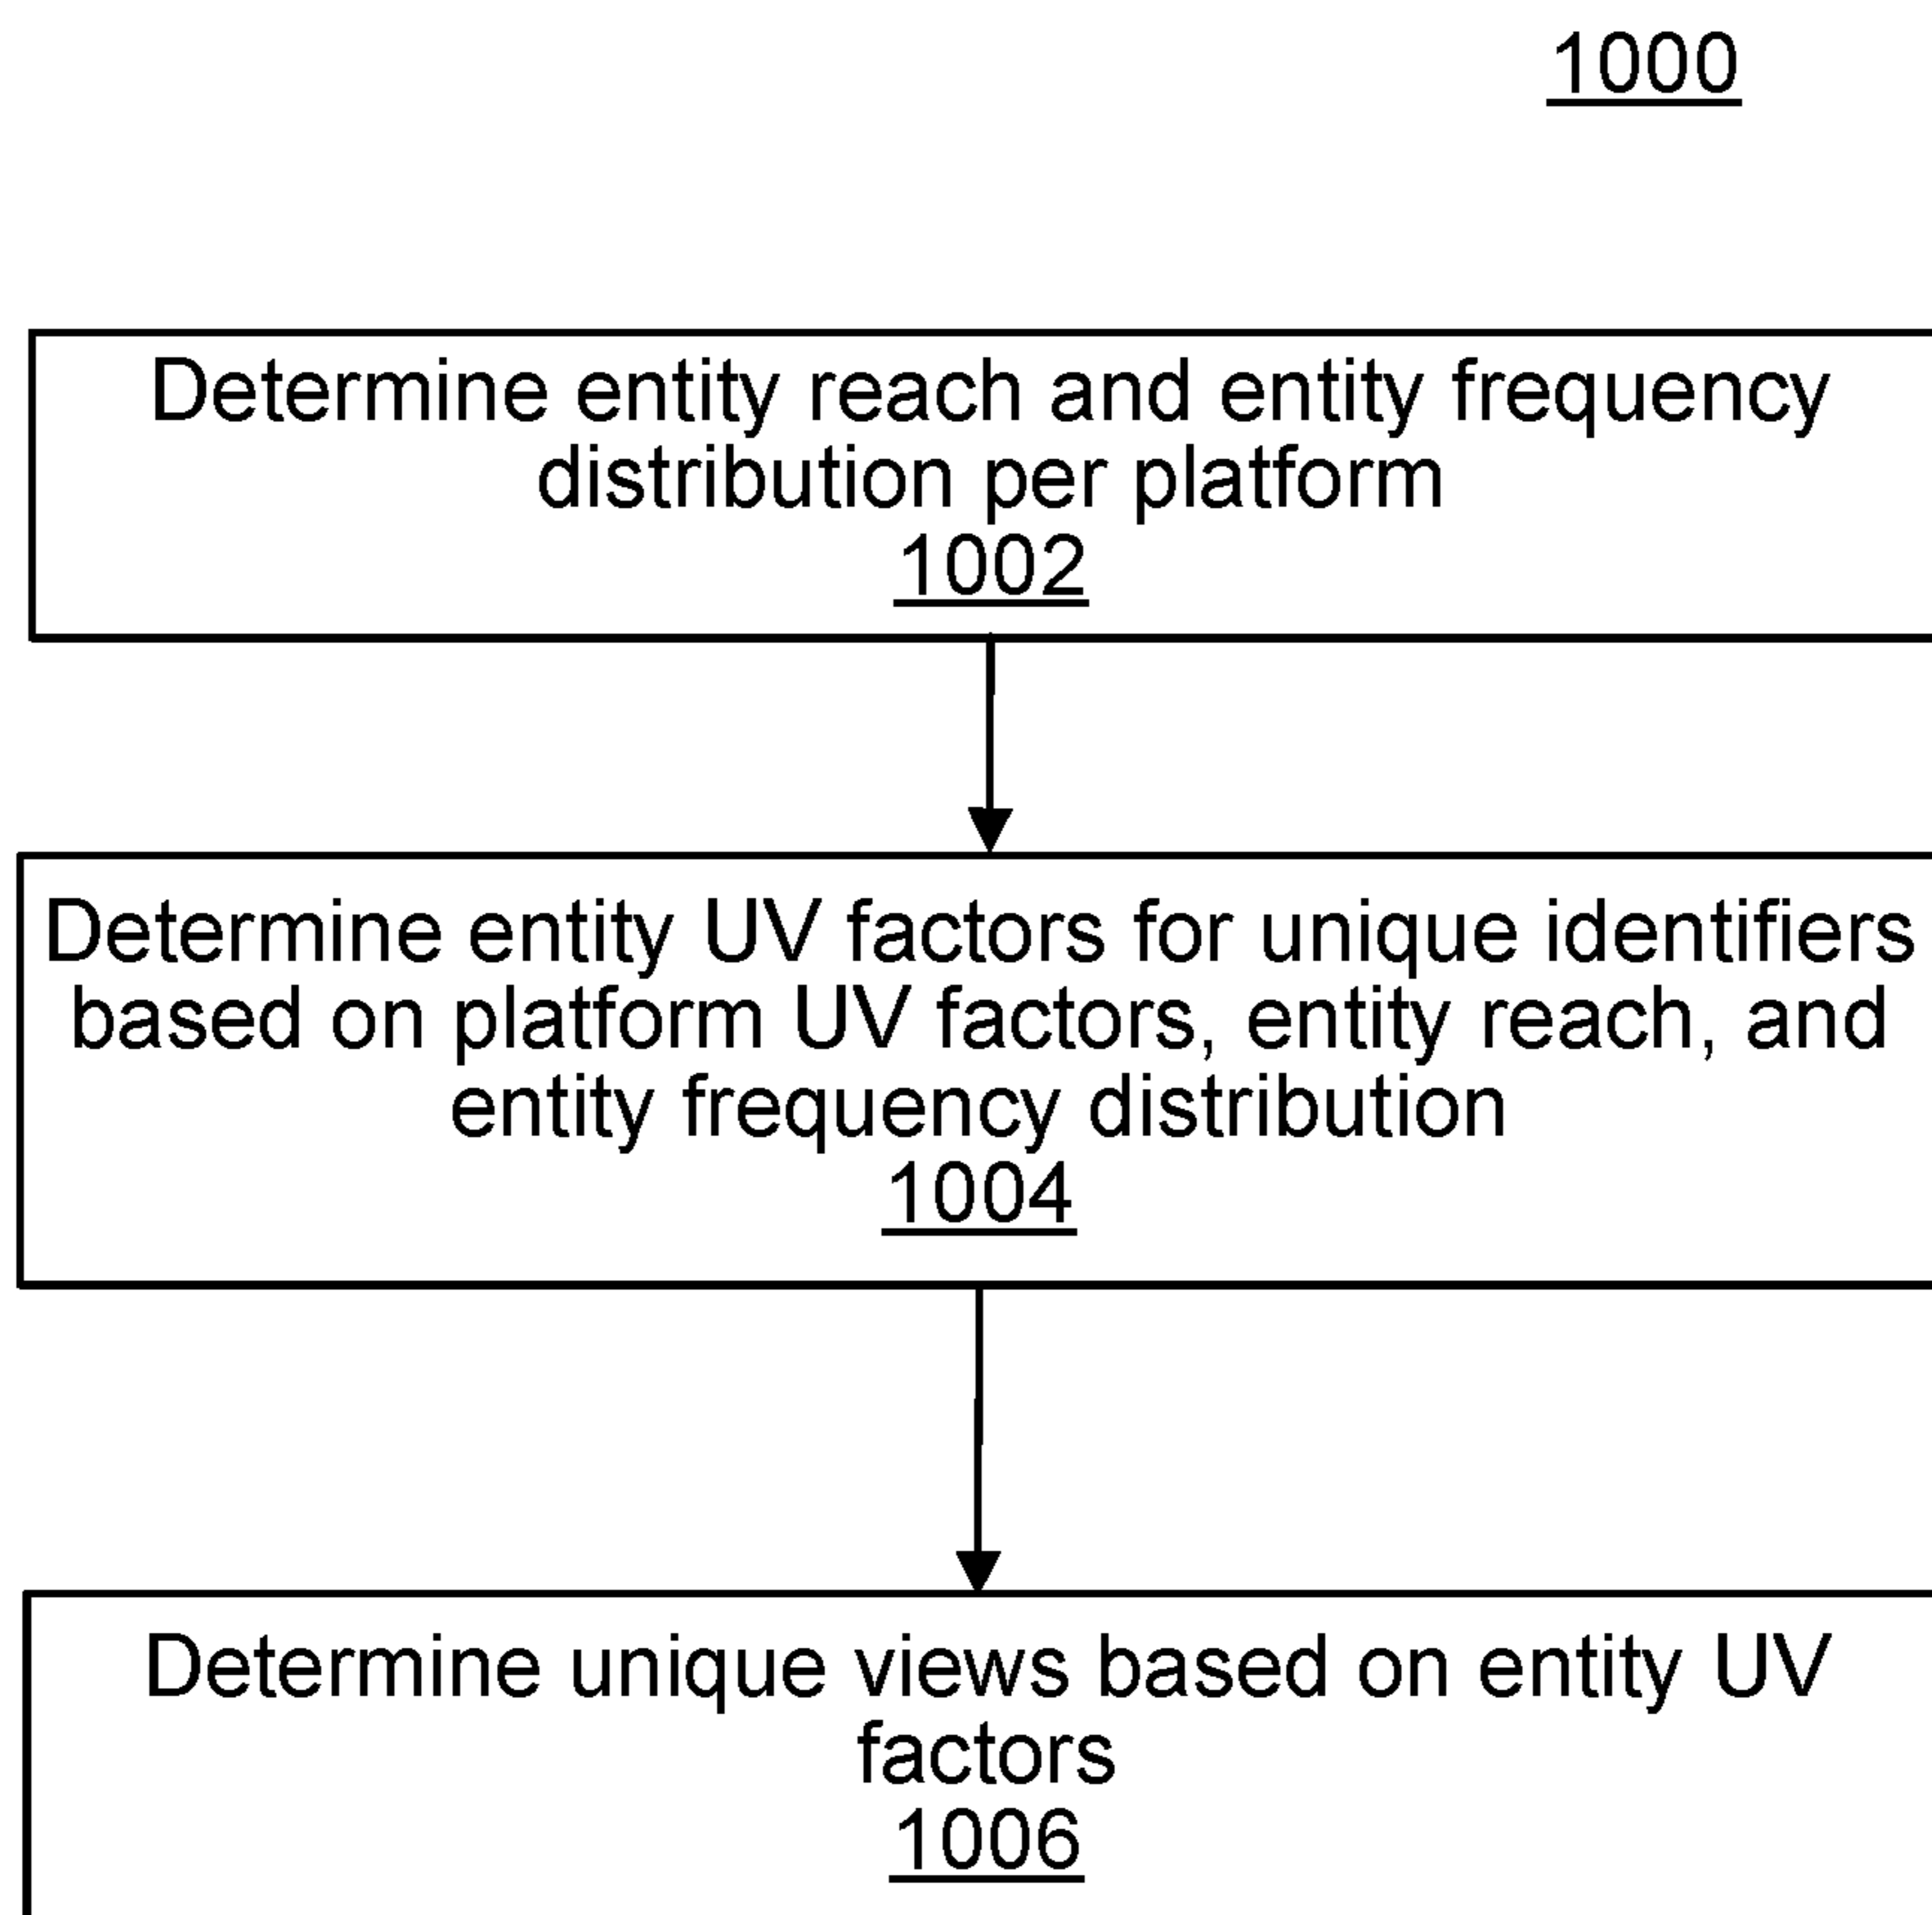 1000
Determine entity reach and entity frequency
distribution per platform
1002
Determine entity UV factors for unique identifiers
based on platform UV factors, entity reach, and
entity frequency distribution
1004
Determine unique views based on entity UV
factors
1006